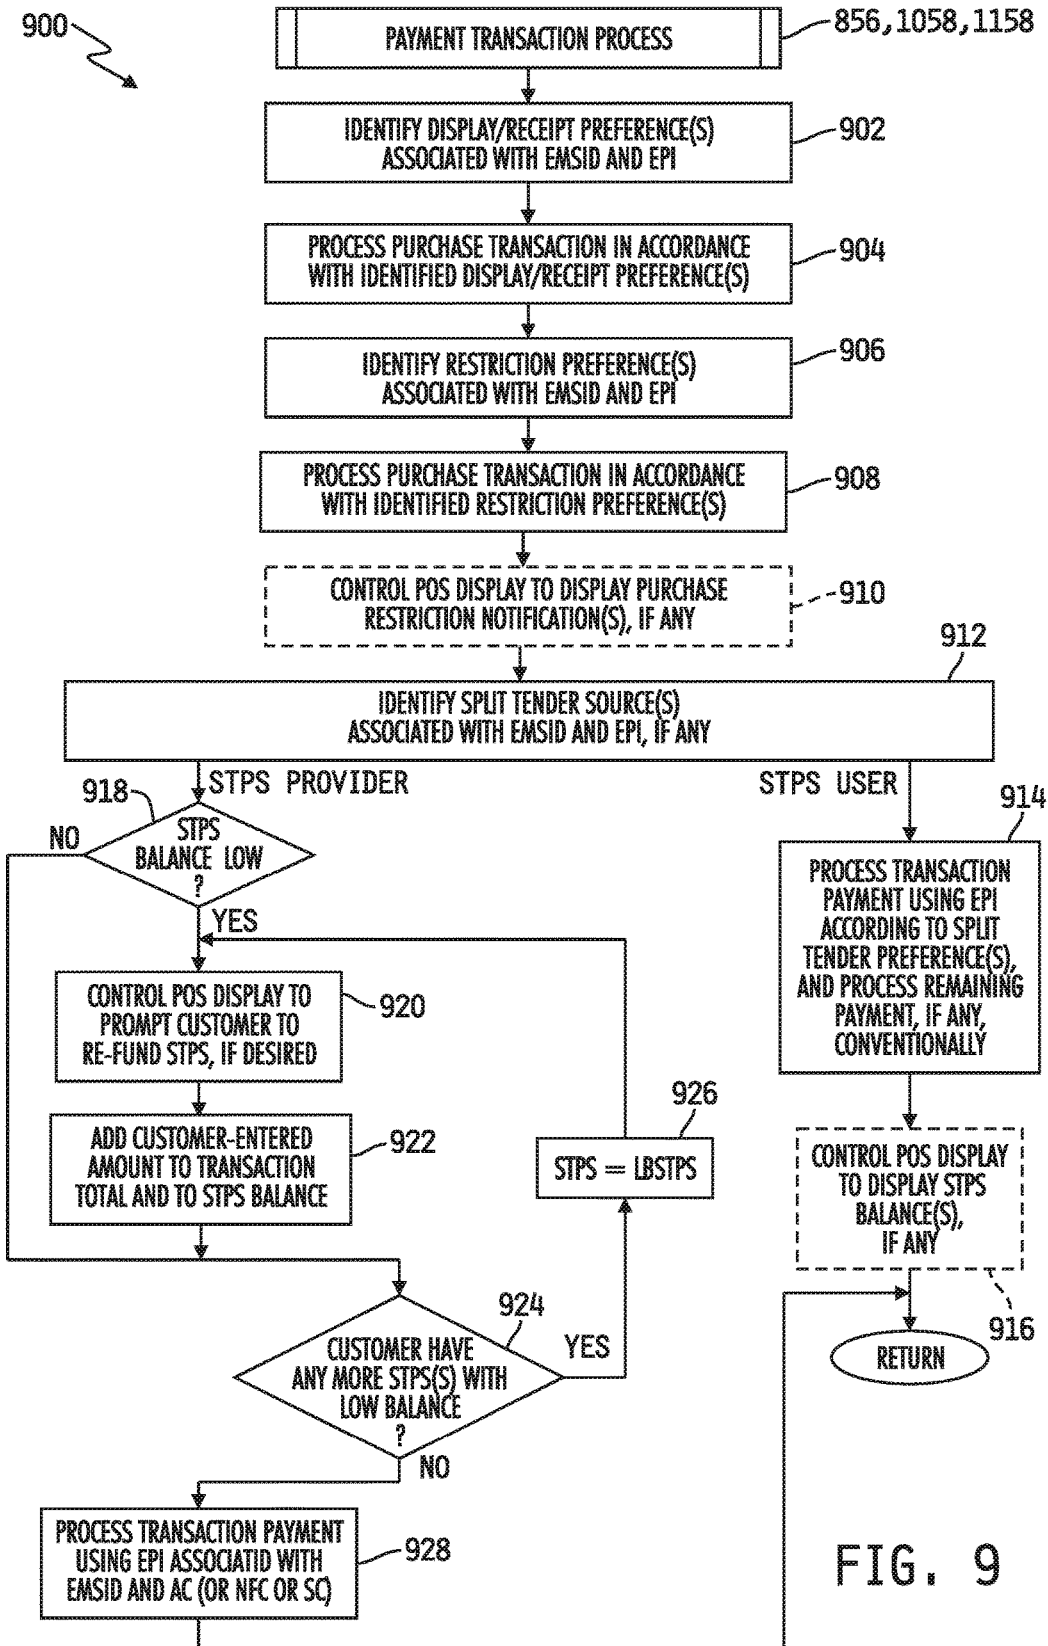 900
PAYMENT TRANSACTION PROCESS
856, 1058, 1158
IDENTIFY DISPLAY/RECEIPT PREFERENCE(S)
ASSOCIATED WITH EMSID AND EPI
902
PROCESS PURCHASE TRANSACTION IN ACCORDANCE
WITH IDENTIFIED DISPLAY/RECEIPT PREFERENCE(S)
904
IDENTIFY RESTRICTION PREFERENCE(S)
ASSOCIATED WITH EMSID AND EPI
906
PROCESS PURCHASE TRANSACTION IN ACCORDANCE
WITH IDENTIFIED RESTRICTION PREFERENCE(S)
908
CONTROL POS DISPLAY TO DISPLAY PURCHASE
RESTRICTION NOTIFICATION(S), IF ANY
910
912
IDENTIFY SPLIT TENDER SOURCE(S)
ASSOCIATED WITH EMSID AND EPI, IF ANY
STPS PROVIDER
STPS USER
918
NO
STPS
BALANCE LOW
?
YES
914
PROCESS TRANSACTION
PAYMENT USING EPI
ACCORDING TO SPLIT
TENDER PREFERENCE(S),
AND PROCESS REMAINING
PAYMENT, IF ANY,
CONVENTIONALLY
CONTROL POS DISPLAY TO
PROMPT CUSTOMER TO
RE-FUND STPS, IF DESIRED
920
ADD CUSTOMER-ENTERED
AMOUNT TO TRANSACTION
TOTAL AND TO STPS BALANCE
922
926
STPS = LBSTPS
CONTROL POS DISPLAY
TO DISPLAY STPS
BALANCE(S),
IF ANY
916
924
CUSTOMER HAVE
ANY MORE STPS(S) WITH
LOW BALANCE
?
YES
NO
RETURN
PROCESS TRANSACTION PAYMENT
USING EPI ASSOCIATID WITH
EMSID AND AC (OR NFC OR SC)
928
FIG. 9